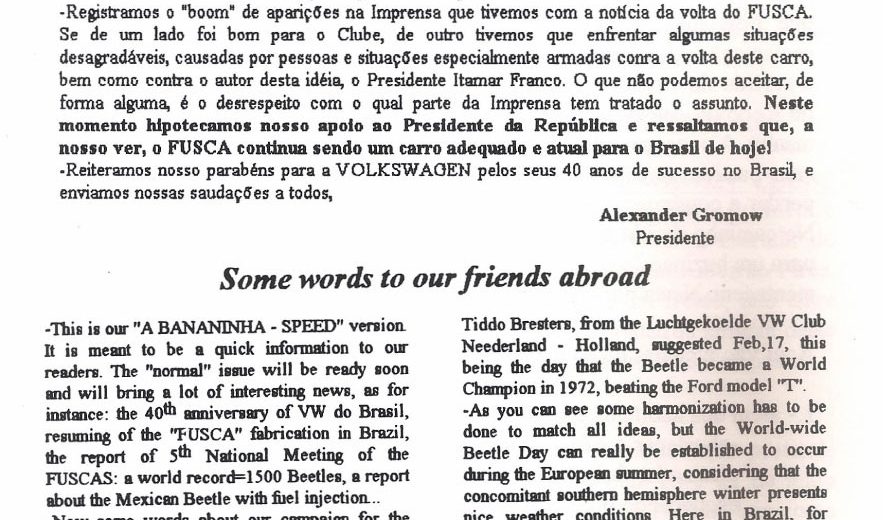 -Registramos o "boom" de aparições na Imprensa que tivemos com a notícia da volta do FUSCA.
Se de um lado foi bom para o Clube, de outro tivemos que enfrentar algumas situações
desagradáveis, causadas por pessoas e situações especialmente armadas conra a volta deste carro,
bem como contra o autor desta idéia, o Presidente Itamar Franco. O que não podemos aceitar, de
forma alguma, é o desrespeito com o qual parte da Imprensa tem tratado o assunto. Neste
momento hipotecamos nosso apoio ao Presidente da República e ressaltamos que, a
nosso ver, o FUSCA continua sendo um carro adequado e atual para o Brasil de hoje!
-Reiteramos nosso parabéns para a VOLKSWAGEN pelos seus 40 anos de sucesso no Brasil, e
enviamos nossas saudações a todos,
Alexander Gromow
Presidente
Some words to our friends abroad
-This is our "A BANANINHA - SPEED" version.
It is meant to be a quick information to our
readers. The "normal" issue will be ready soon
and will bring a lot of interesting news, as for
instance: the 40th anniversary of VW do Brasil,
resuming of the "FUSCA" fabrication in Brazil,
the report of 5th National Meeting of the
FUSCAS: a world record=1500 Beetles, a report
about the Mexican Beetle with fuel injection...
-Now some words about our campaign for the
Tiddo Bresters, from the Luchtgekoelde VW Club
Neederland - Holland, suggested Feb,17, this
being the day that the Beetle became a World
Champion in 1972, beating the Ford model "T".
-As you can see some harmonization has to be
done to match all ideas, but the World-wide
Beetle Day can really be established to occur
during the European summer, considering that the
concomitant southern hemisphere winter presents
nice weather conditions. Here in Brazil, for